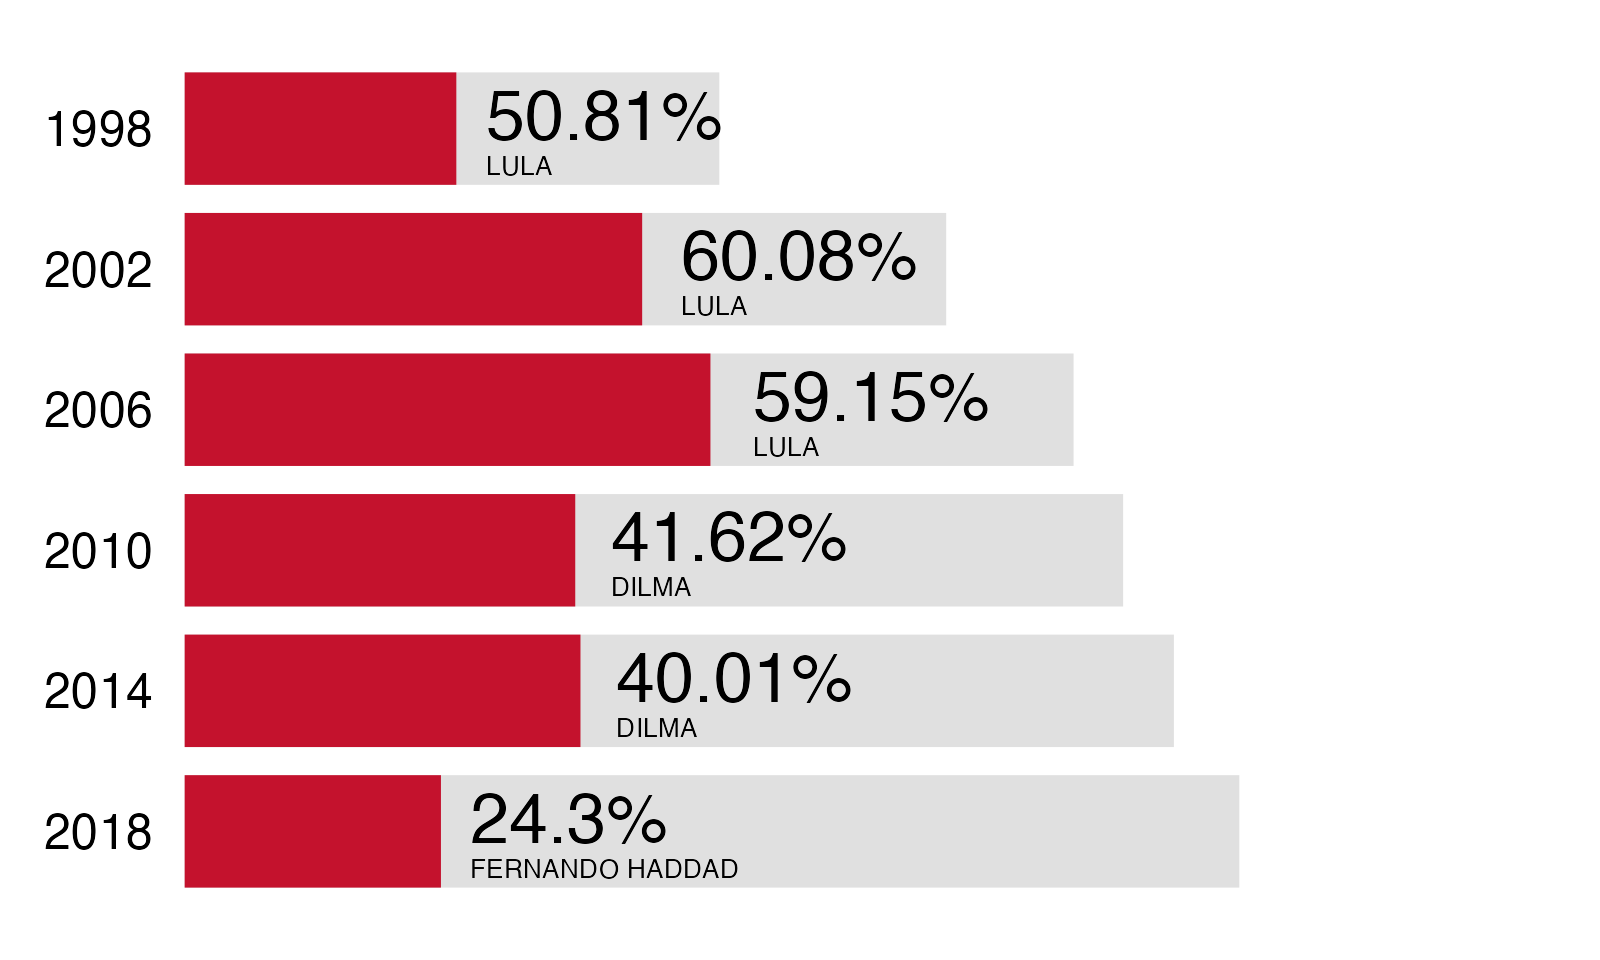 1998
50.81%
LULA
2002
60.08%
LULA
2006
59.15%
LULA
2010
41.62%
DILMA
2014
40.01%
DILMA
2018
24.3%
FERNANDO HADDAD